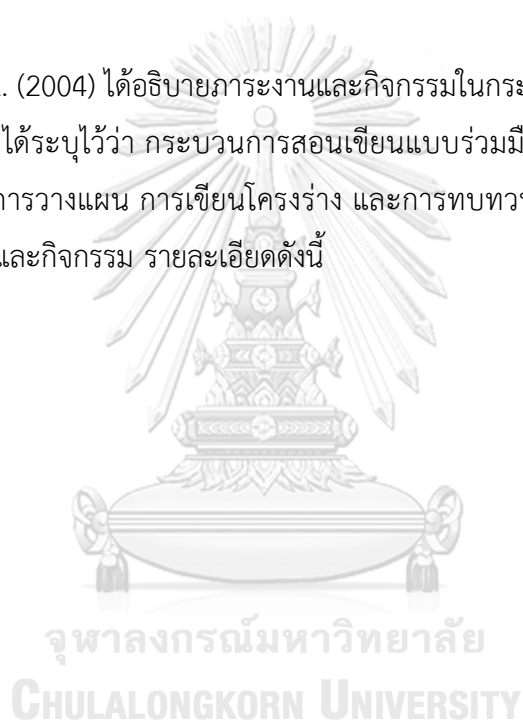 . (2004) ได้อธิบายภาระงานและกิจกรรมในกระ
ได้ระบุไว้ว่า กระบวนการสอนเขียนแบบร่วมมื
การวางแผน การเขียนโครงร่าง และการทบทว
และกิจกรรม รายละเอียดดังนี้
จุฬาลงกรณ์มหาวิทยาลัย
CHULALONGKORN UNIVERSITY